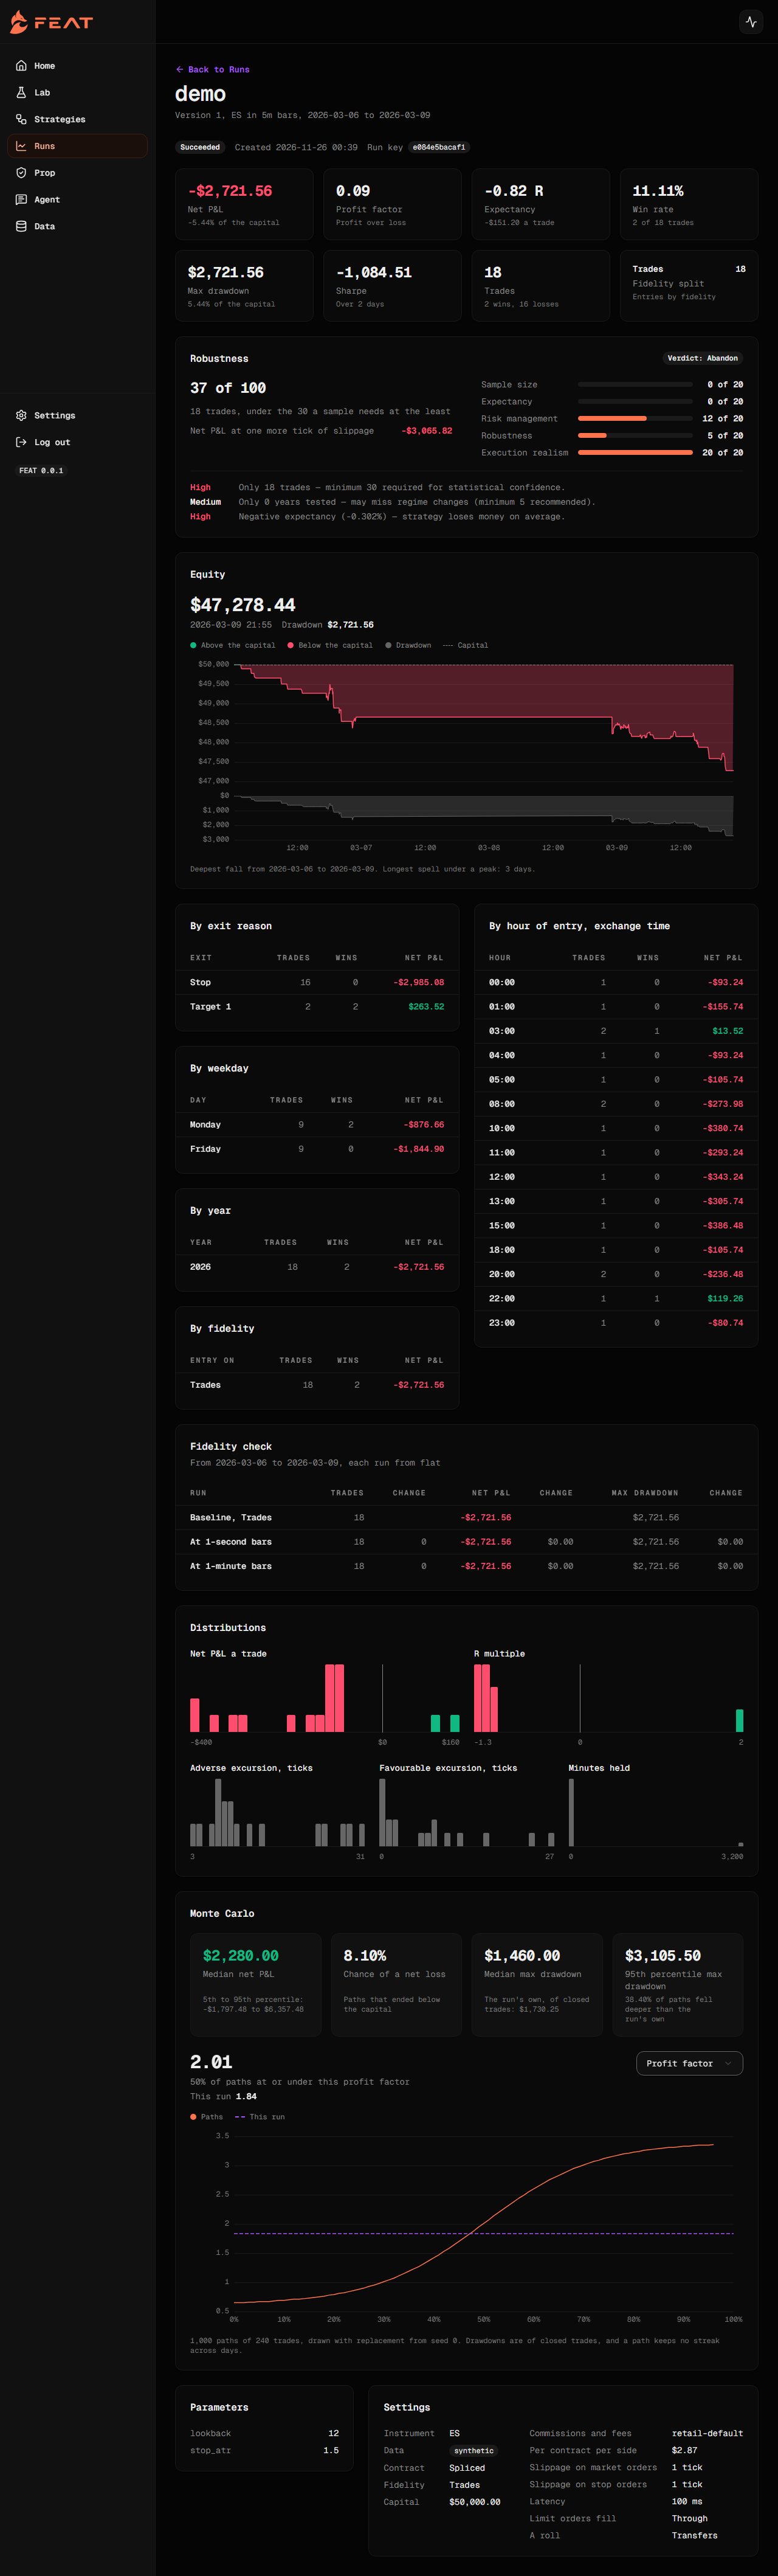 FEAT
Home
Lab
Strategies
Runs
Prop
Agent
Data
Settings
Log out
FEAT 0.0.1
← Back to Runs
demo
Version 1, ES in 5m bars, 2026-03-06 to 2026-03-09
Succeeded Created 2026-11-26 00:39 Run key e084e5bacaf1
-$2,721.56
Net P&L
-5.44% of the capital
0.09
Profit factor
Profit over loss
-0.82 R
Expectancy
-$151.20 a trade
11.11%
Win rate
2 of 18 trades
$2,721.56
Max drawdown
5.44% of the capital
-1,084.51
Sharpe
Over 2 days
18
Trades
2 wins, 16 losses
Trades 18
Fidelity split
Entries by fidelity
Robustness
Verdict: Abandon
37 of 100
18 trades, under the 30 a sample needs at the least
Net P&L at one more tick of slippage -$3,065.82
Sample size 0 of 20
Expectancy 0 of 20
Risk management 12 of 20
Robustness 5 of 20
Execution realism 20 of 20
High Only 18 trades — minimum 30 required for statistical confidence.
Medium Only 0 years tested — may miss regime changes (minimum 5 recommended).
High Negative expectancy (-0.302%) — strategy loses money on average.
Equity
$47,278.44
2026-03-09 21:55 Drawdown $2,721.56
Above the capital Below the capital Drawdown Capital
$50,000
$49,500
$49,000
$48,500
$48,000
$47,500
$47,000
$0
$1,000
$2,000
$3,000
12:00 03-07 12:00 03-08 12:00 03-09 12:00
Deepest fall from 2026-03-06 to 2026-03-09. Longest spell under a peak: 3 days.
By exit reason
EXIT TRADES WINS NET P&L
Stop 16 0 -$2,985.08
Target 1 2 2 $263.52
By weekday
DAY TRADES WINS NET P&L
Monday 9 2 -$876.66
Friday 9 0 -$1,844.90
By year
YEAR TRADES WINS NET P&L
2026 18 2 -$2,721.56
By fidelity
ENTRY ON TRADES WINS NET P&L
Trades 18 2 -$2,721.56
By hour of entry, exchange time
HOUR TRADES WINS NET P&L
00:00 1 0 -$93.24
01:00 1 0 -$155.74
03:00 2 1 $13.52
04:00 1 0 -$93.24
05:00 1 0 -$105.74
08:00 2 0 -$273.98
10:00 1 0 -$380.74
11:00 1 0 -$293.24
12:00 1 0 -$343.24
13:00 1 0 -$305.74
15:00 1 0 -$386.48
18:00 1 0 -$105.74
20:00 2 0 -$236.48
22:00 1 1 $119.26
23:00 1 0 -$80.74
Fidelity check
From 2026-03-06 to 2026-03-09, each run from flat
RUN TRADES CHANGE NET P&L CHANGE MAX DRAWDOWN CHANGE
Baseline, Trades 18 -$2,721.56 $2,721.56
At 1-second bars 18 0 -$2,721.56 $0.00 $2,721.56 $0.00
At 1-minute bars 18 0 -$2,721.56 $0.00 $2,721.56 $0.00
Distributions
Net P&L a trade
-$400 $0 $160
R multiple
-1.3 0 2
Adverse excursion, ticks
3 31
Favourable excursion, ticks
0 27
Minutes held
0 3,200
Monte Carlo
$2,280.00
Median net P&L
5th to 95th percentile:
-$1,797.48 to $6,357.48
8.10%
Chance of a net loss
Paths that ended below
the capital
$1,460.00
Median max drawdown
The run's own, of closed
trades: $1,730.25
$3,105.50
95th percentile max
drawdown
38.40% of paths fell
deeper than the
run's own
2.01
50% of paths at or under this profit factor
This run 1.84
Profit factor
Paths This run
3.5
3
2.5
2
1.5
1
0.5
0% 10% 20% 30% 40% 50% 60% 70% 80% 90% 100%
1,000 paths of 240 trades, drawn with replacement from seed 0. Drawdowns are of closed trades, and a path keeps no streak
across days.
Parameters
lookback 12
stop_atr 1.5
Settings
Instrument ES
Data synthetic
Contract Spliced
Fidelity Trades
Capital $50,000.00
Commissions and fees retail-default
Per contract per side $2.87
Slippage on market orders 1 tick
Slippage on stop orders 1 tick
Latency 100 ms
Limit orders fill Through
A roll Transfers